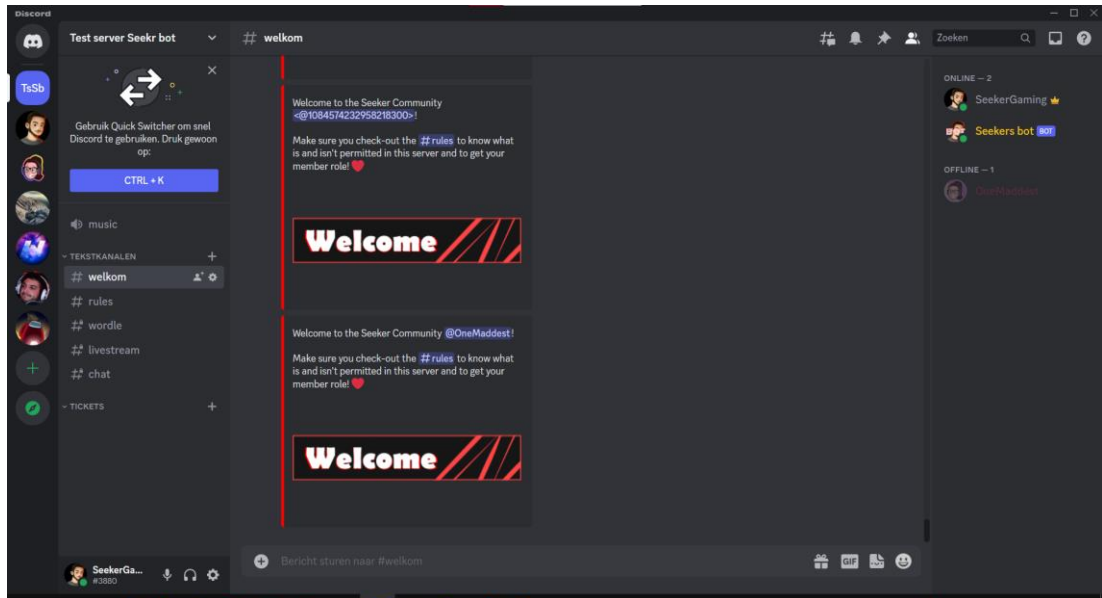 Discord
Test server Seekr bot
welkom
Zoeken
TsSb
Gebruik Quick Switcher om snel
Discord te gebruiken. Druk gewoon
op:
CTRL + K
music
TEKSTKANALEN
welkom
rules
wordle
livestream
chat
TICKETS
SeekerGa...
#3880
Welcome to the Seeker Community
<@1084574232958218300>!
Make sure you check-out the #rules to know what
is and isn't permitted in this server and to get your
member role!
Welcome
Welcome to the Seeker Community @OneMaddest!
Make sure you check-out the #rules to know what
is and isn't permitted in this server and to get your
member role!
Welcome
Bericht sturen naar #welkom
GIF
ONLINE — 2
SeekerGaming
Seekers bot BOT
OFFLINE — 1
OneMaddest